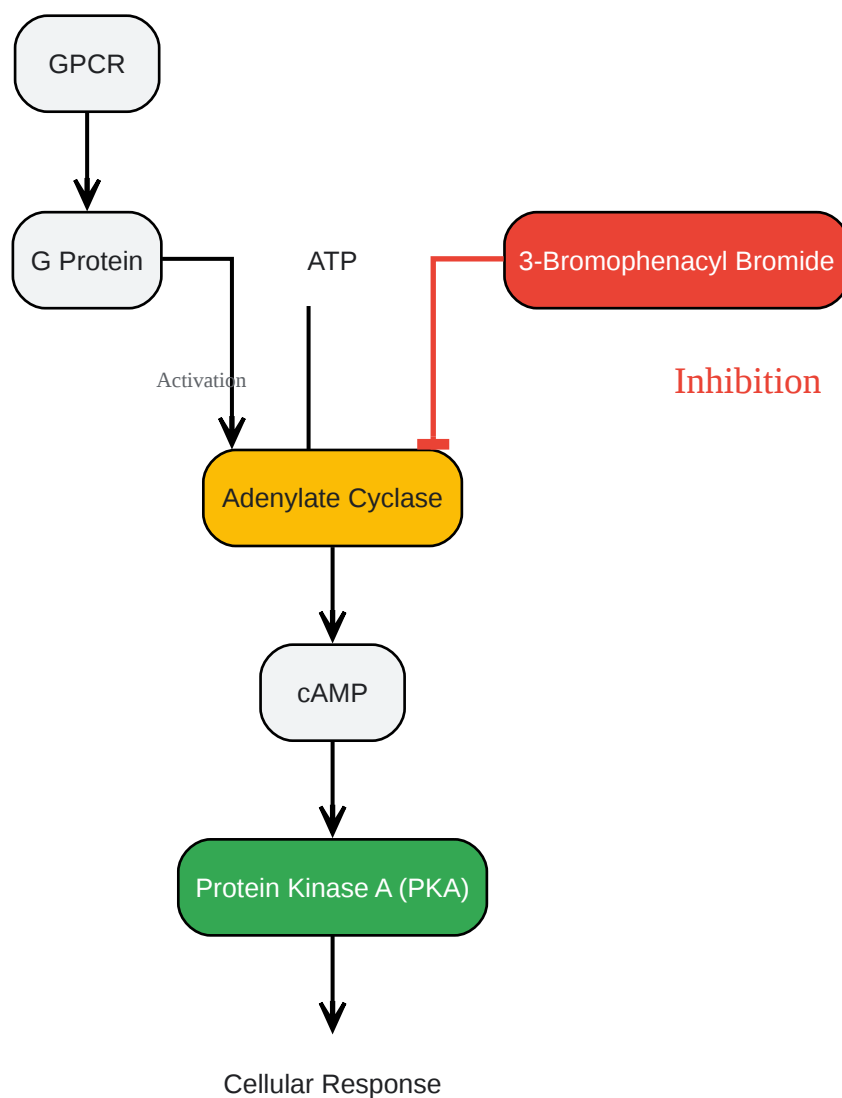 GPCR
G Protein
ATP
3-Bromophenacyl Bromide
Activation
Inhibition
Adenylate Cyclase
cAMP
Protein Kinase A (PKA)
Cellular Response